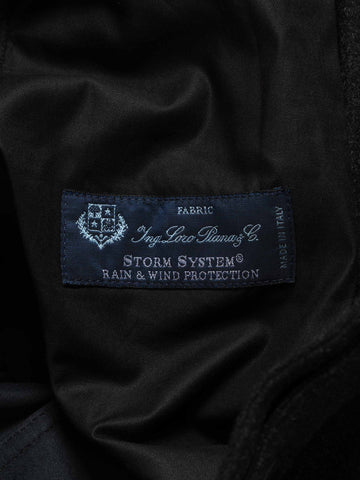 FABRIC
Ing. Loro Piana & C.
STORM SYSTEM®
RAIN & WIND PROTECTION
MADE IN ITALY